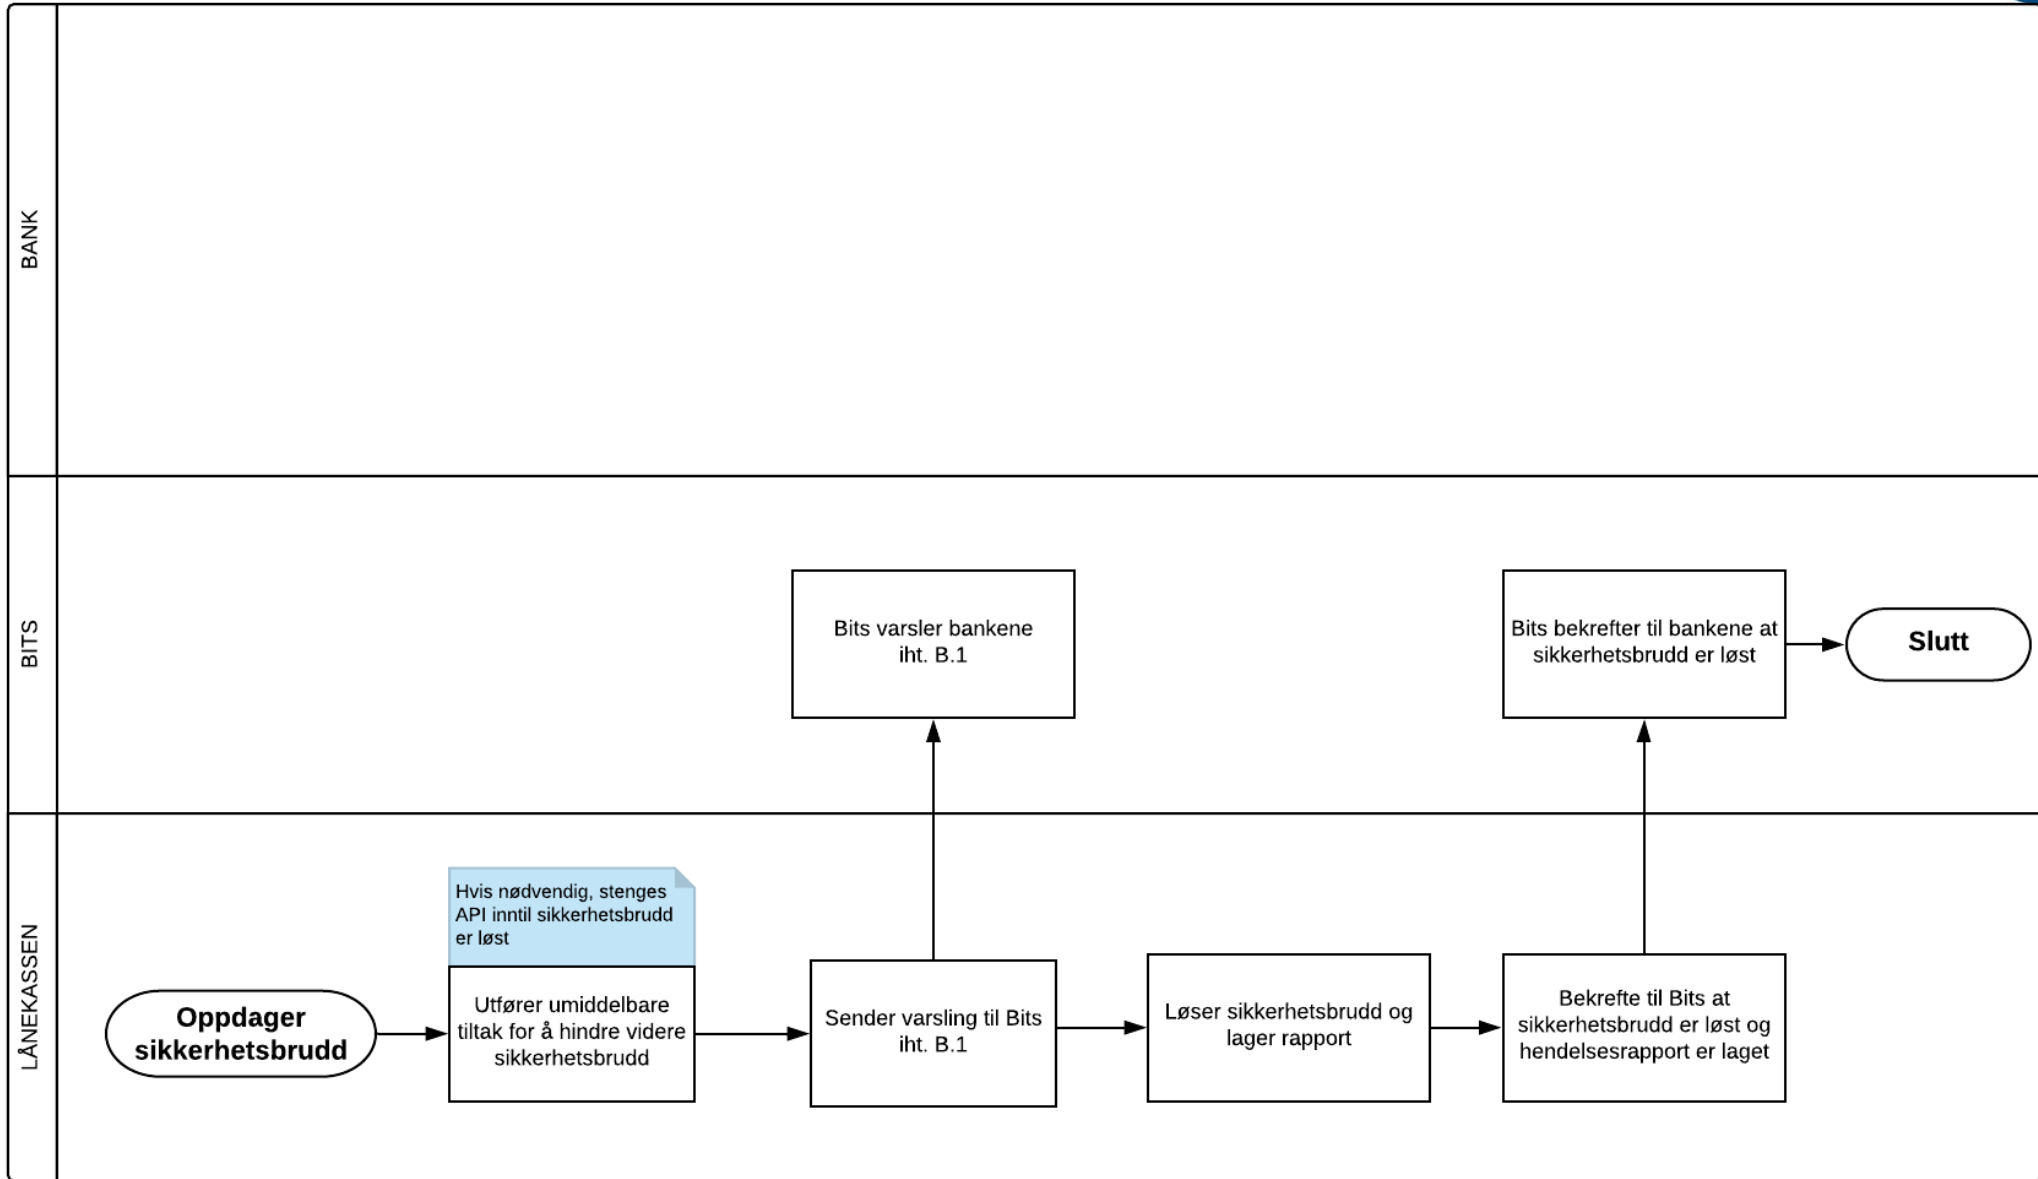 BANK
BITS
Bits varsler bankene
iht. B.1
Bits bekrefter til bankene at
sikkerhetsbrudd er løst
Slutt
LÅNEKASSEN
Oppdager
sikkerhetsbrudd
Hvis nødvendig, stenges
API inntil sikkerhetsbrudd
er løst
Utfører umiddelbare
tiltak for å hindre videre
sikkerhetsbrudd
Sender varsling til Bits
iht. B.1
Løser sikkerhetsbrudd og
lager rapport
Bekrefte til Bits at
sikkerhetsbrudd er løst og
hendelsesrapport er laget